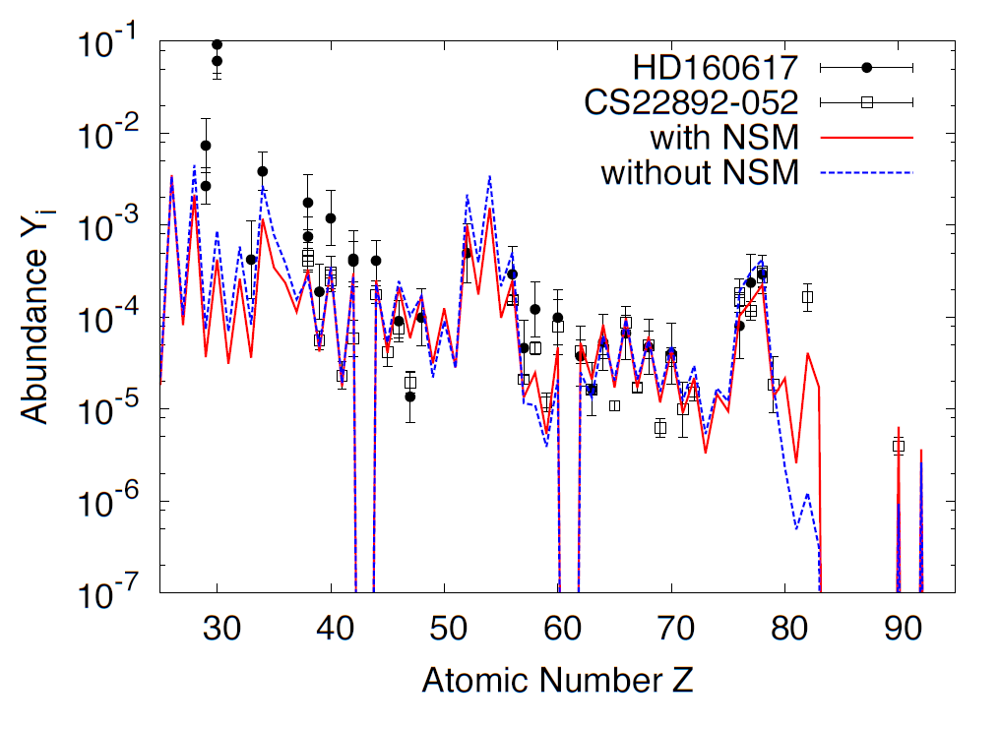 HD160617
CS22892-052
with NSM
without NSM
Abundance Y_i
10^-1
10^-2
10^-3
10^-4
10^-5
10^-6
10^-7
30 40 50 60 70 80 90
Atomic Number Z